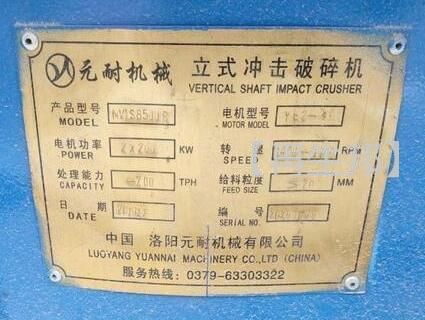 元耐机械 立式冲击破碎机
VERTICAL SHAFT IMPACT CRUSHER
产品型号 电机型号
MODEL MOTOR MODEL
电机功率 KW 转速 RPM
POWER SPEED
处理能力 200 TPH 给料粒度 MM
CAPACITY FEED SIZE
日期 编号
DATE NO
中国 洛阳元耐机械有限公司
LUOYANG YUANNAI MACHINERY CO.,LTD (CHINA)
服务热线: 0379-63303322